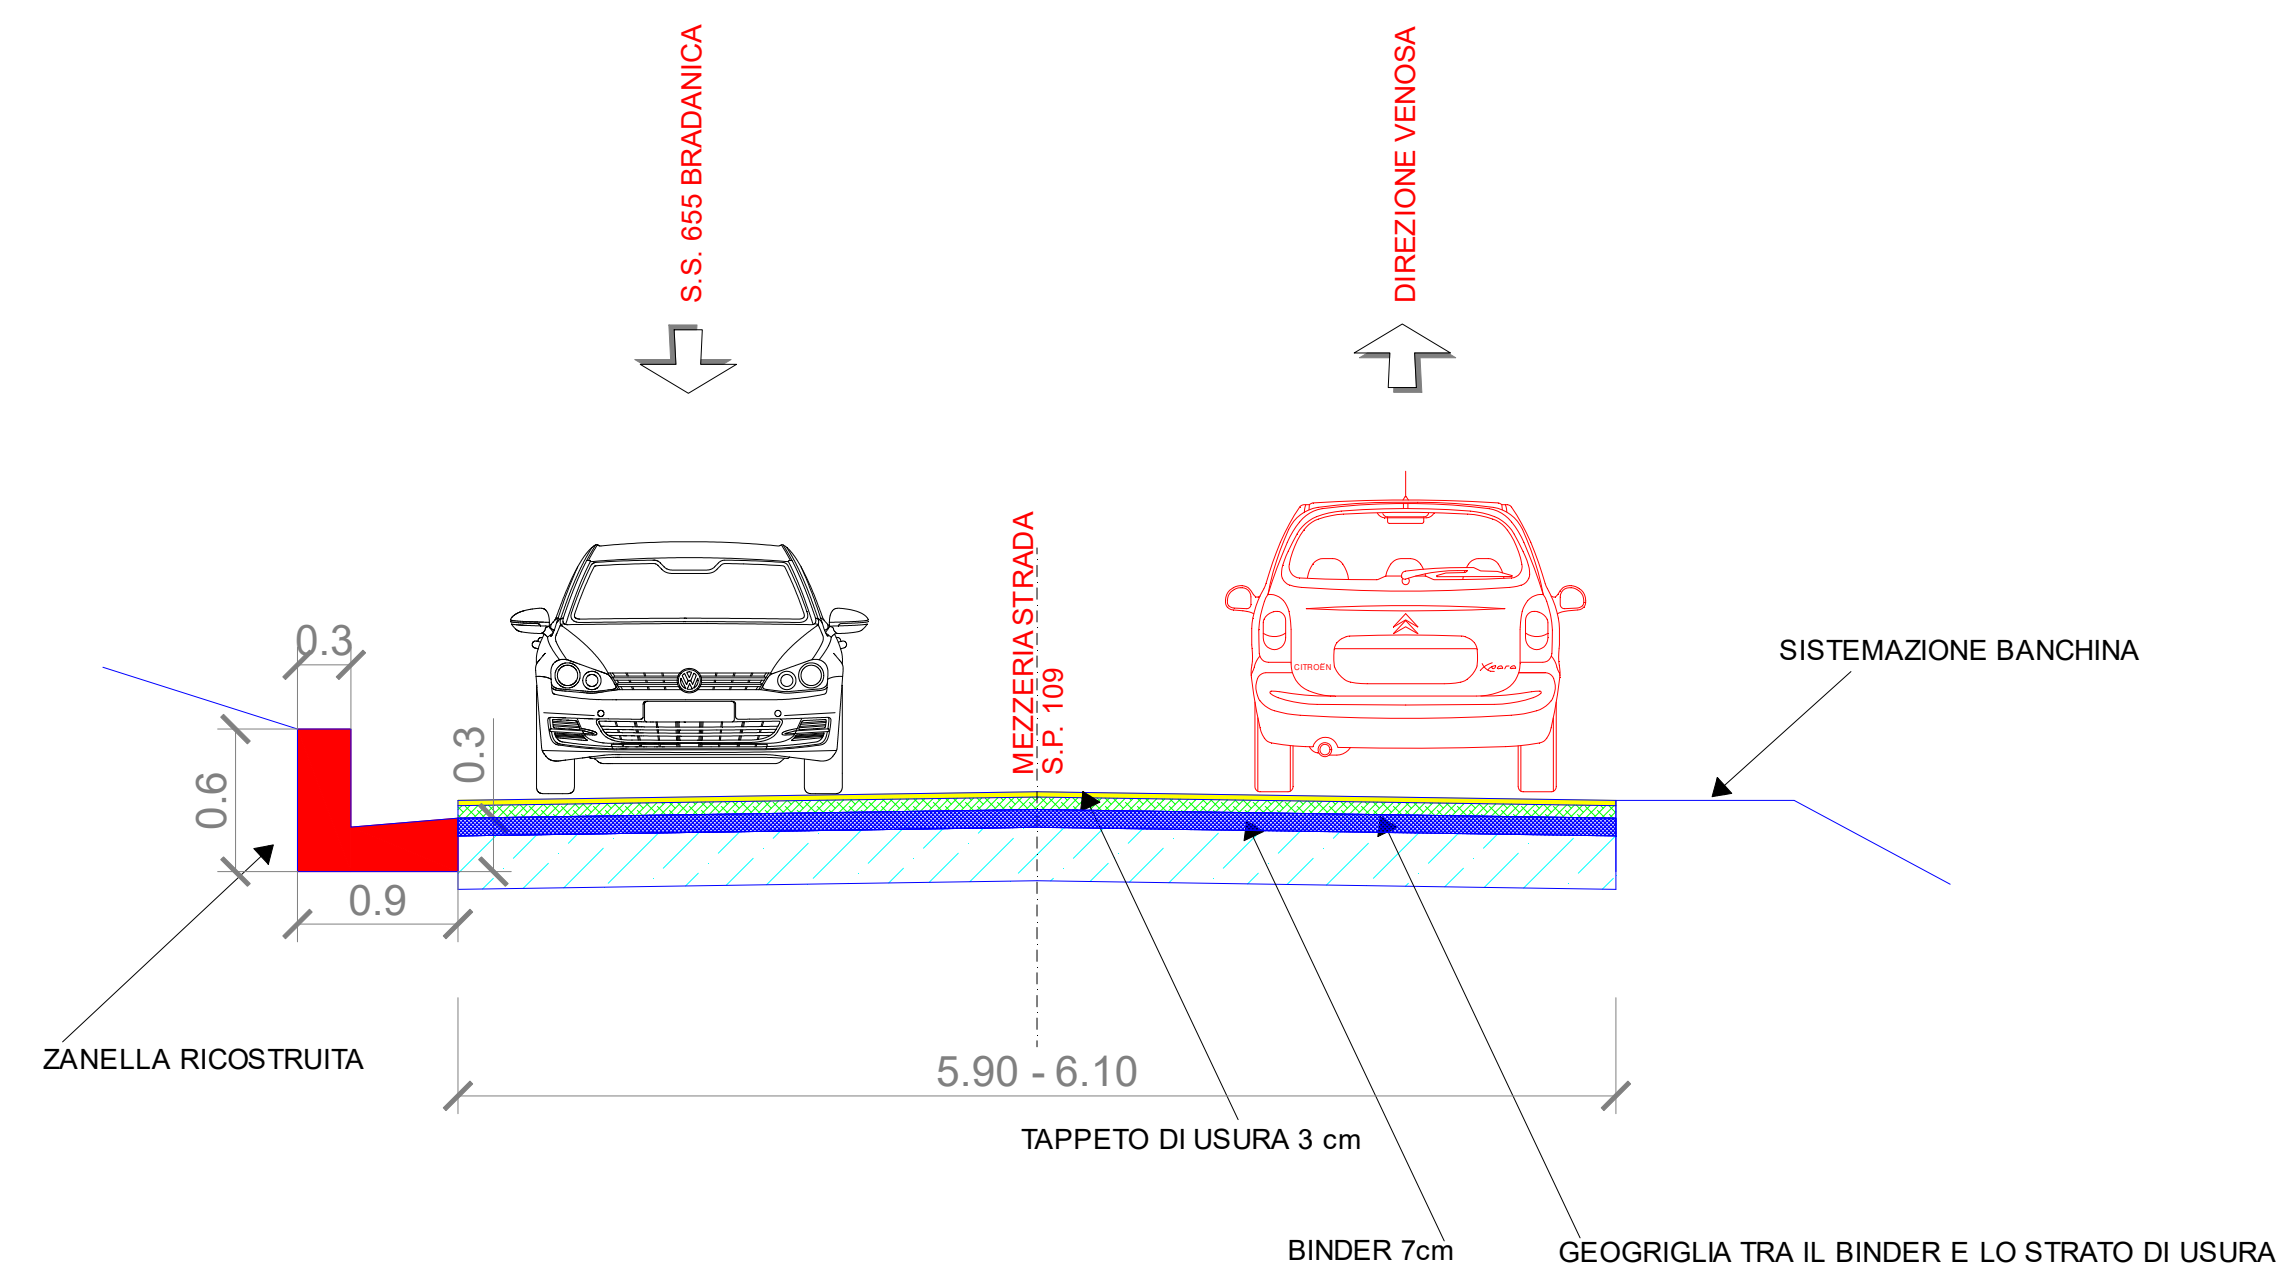 S.S. 655 BRADANICA
DIREZIONE VENOSA
MEZZERIA STRADA
S.P. 109
CITROËN
Xsara
SISTEMAZIONE BANCHINA
0.3
0.6
0.3
0.9
ZANELLA RICOSTRUITA
5.90 - 6.10
TAPPETO DI USURA 3 cm
BINDER 7cm
GEOGRIGLIA TRA IL BINDER E LO STRATO DI USURA